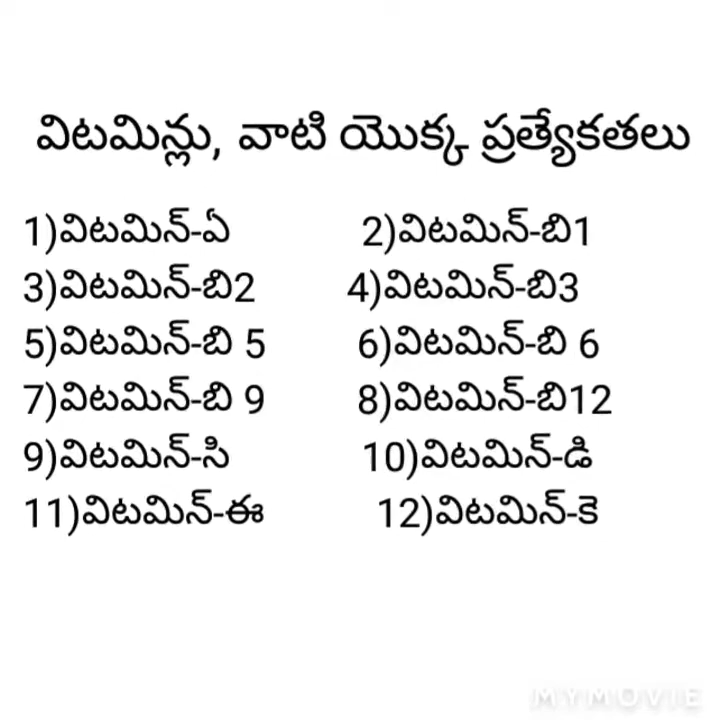 విటమిన్లు, వాటి యొక్క ప్రత్యేకతలు
1)విటమిన్-ఏ 2)విటమిన్-బి1
3)విటమిన్-బి2 4)విటమిన్-బి3
5)విటమిన్-బి 5 6)విటమిన్-బి 6
7)విటమిన్-బి 9 8)విటమిన్-బి12
9)విటమిన్-సి 10)విటమిన్-డి
11)విటమిన్-ఈ 12)విటమిన్-కె
MYMOVIE